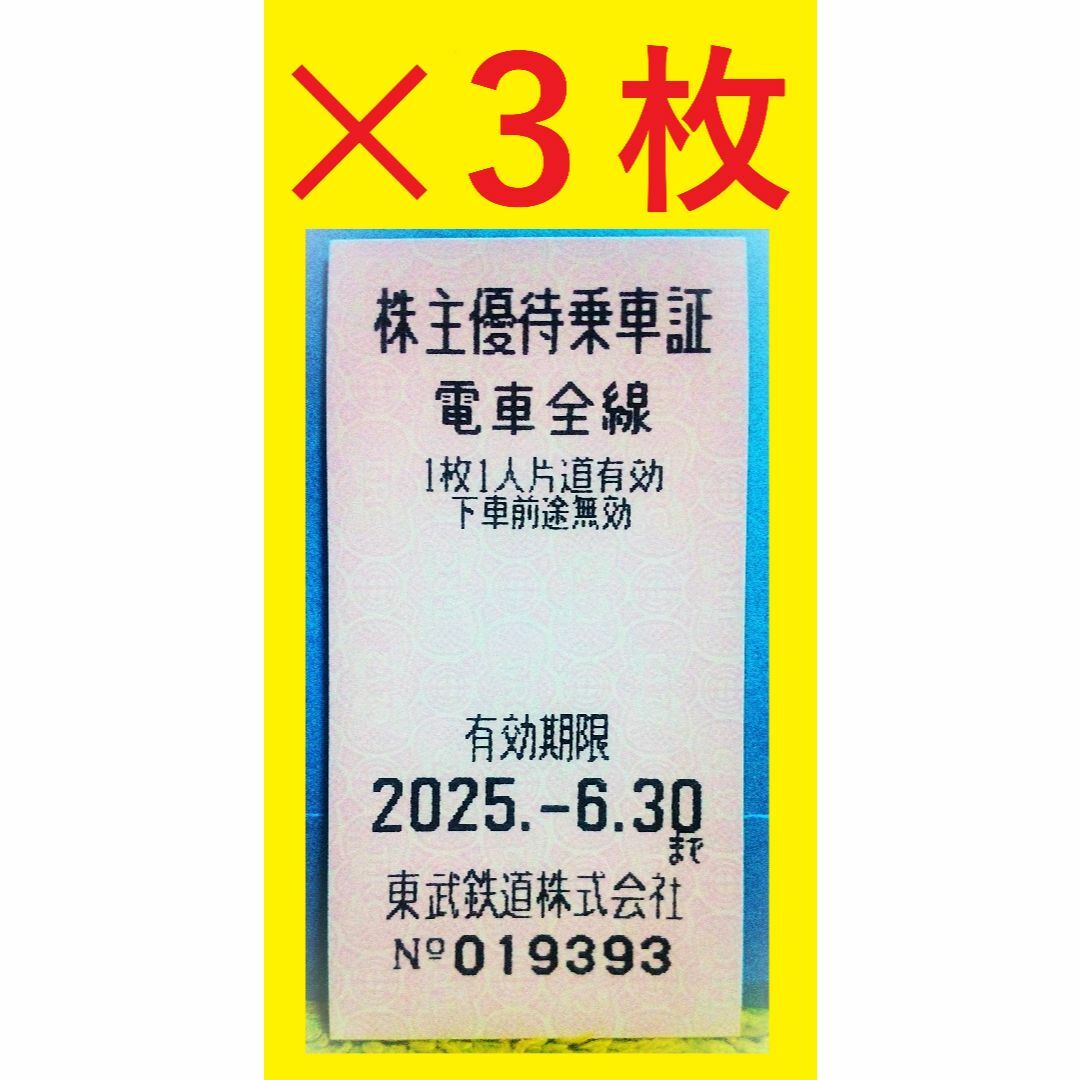 ×3枚
株主優待乗車証
電車全線
1枚1人片道有効
下車前途無効
有効期限
2025.-6.30
まで
東武鉄道株式会社
Nº019393